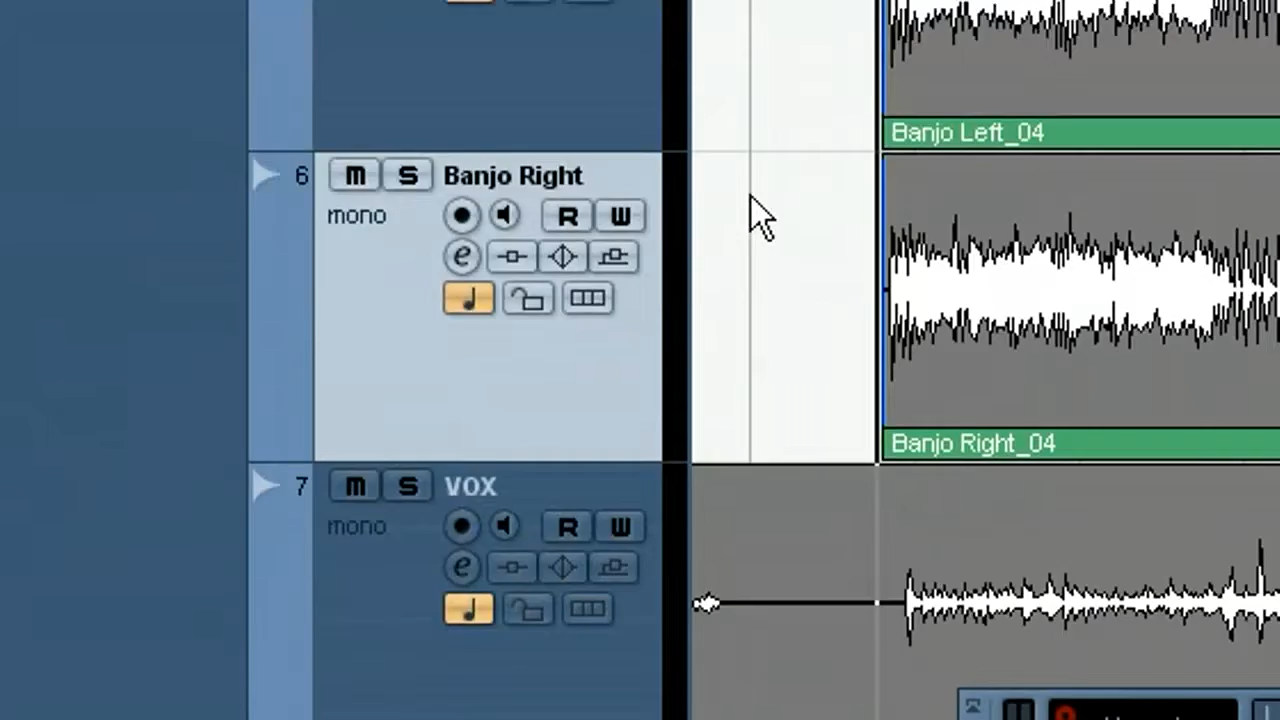 Banjo Left_04
6 M S Banjo Right
mono R W
e
Banjo Right_04
7 M S VOX
mono R W
e